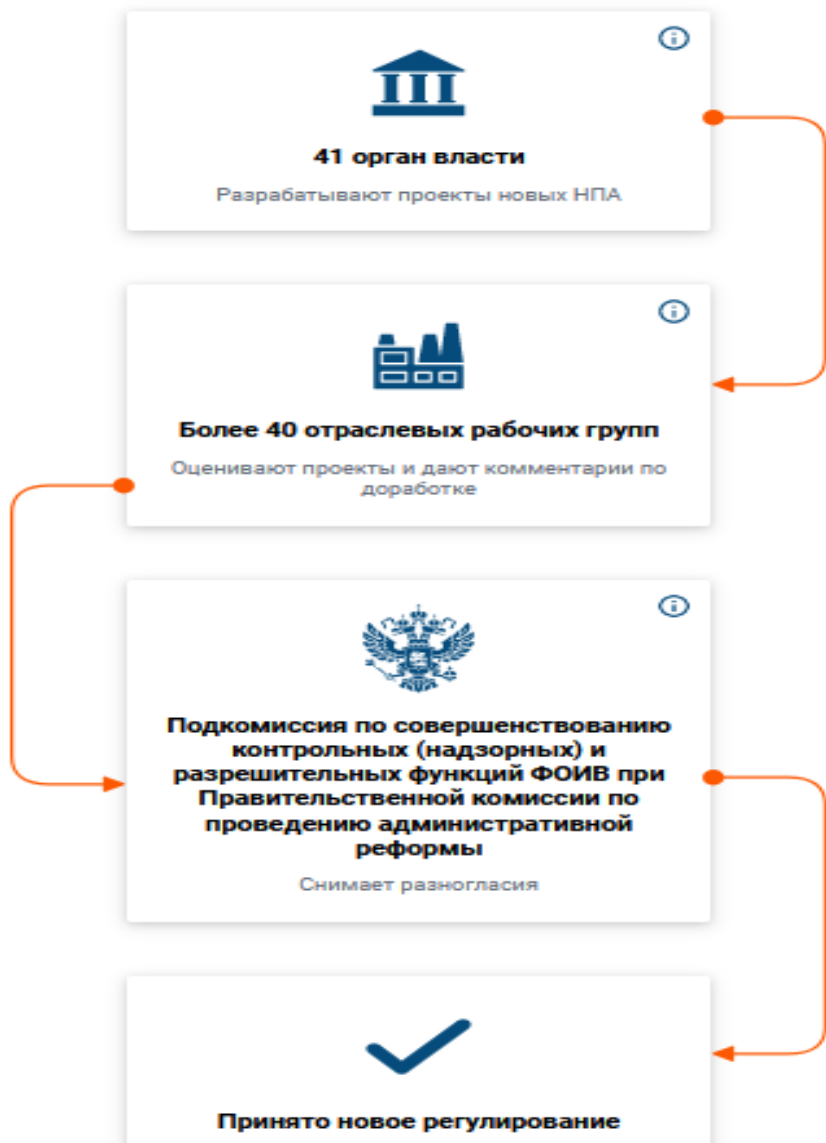 41 орган власти
Разрабатывают проекты новых НПА
Более 40 отраслевых рабочих групп
Оценивают проекты и дают комментарии по
доработке
Подкомиссия по совершенствованию
контрольных (надзорных) и
разрешительных функций ФОИВ при
Правительственной комиссии по
проведению административной
реформы
Снимает разногласия
Принято новое регулирование